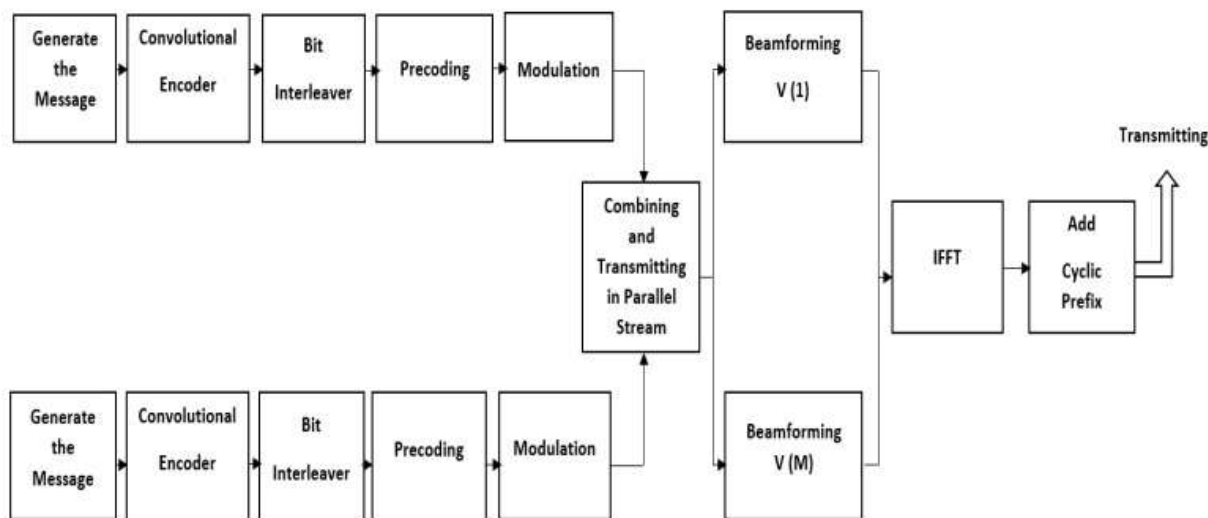 Generate
the
Message
Convolutional
Encoder
Bit
Interleaver
Precoding
Modulation
Beamforming
V (1)
Transmitting
Combining
and
Transmitting
in Parallel
Stream
IFFT
Add
Cyclic
Prefix
Generate
the
Message
Convolutional
Encoder
Bit
Interleaver
Precoding
Modulation
Beamforming
V (M)